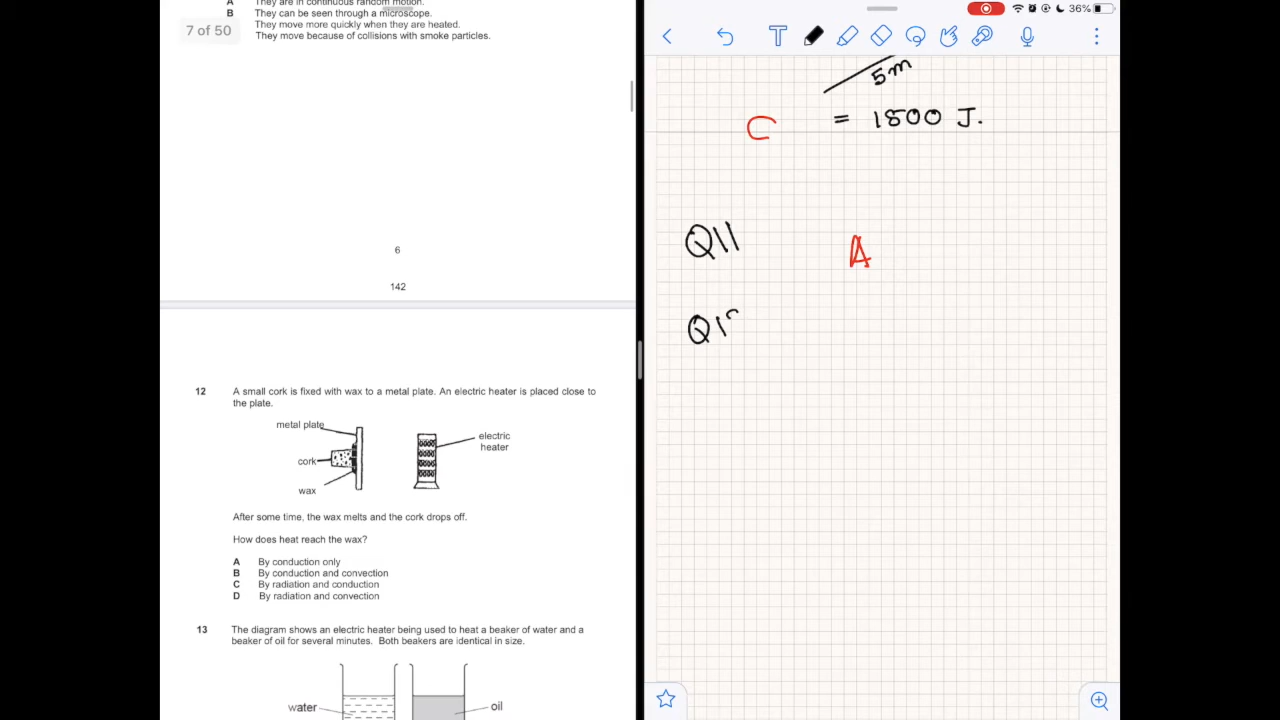 A They are in continuous random motion.
B They can be seen through a microscope.
They move more quickly when they are heated.
They move because of collisions with smoke particles.
7 of 50
6
142
12 A small cork is fixed with wax to a metal plate. An electric heater is placed close to
the plate.
metal plate
electric
heater
cork
wax
After some time, the wax melts and the cork drops off.
How does heat reach the wax?
A By conduction only
B By conduction and convection
C By radiation and conduction
D By radiation and convection
13 The diagram shows an electric heater being used to heat a beaker of water and a
beaker of oil for several minutes. Both beakers are identical in size.
water
oil
36%
T
5m
C = 1800 J.
Q11 A